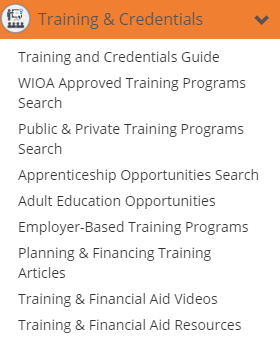 Training & Credentials
Training and Credentials Guide
WIOA Approved Training Programs
Search
Public & Private Training Programs
Search
Apprenticeship Opportunities Search
Adult Education Opportunities
Employer-Based Training Programs
Planning & Financing Training
Articles
Training & Financial Aid Videos
Training & Financial Aid Resources